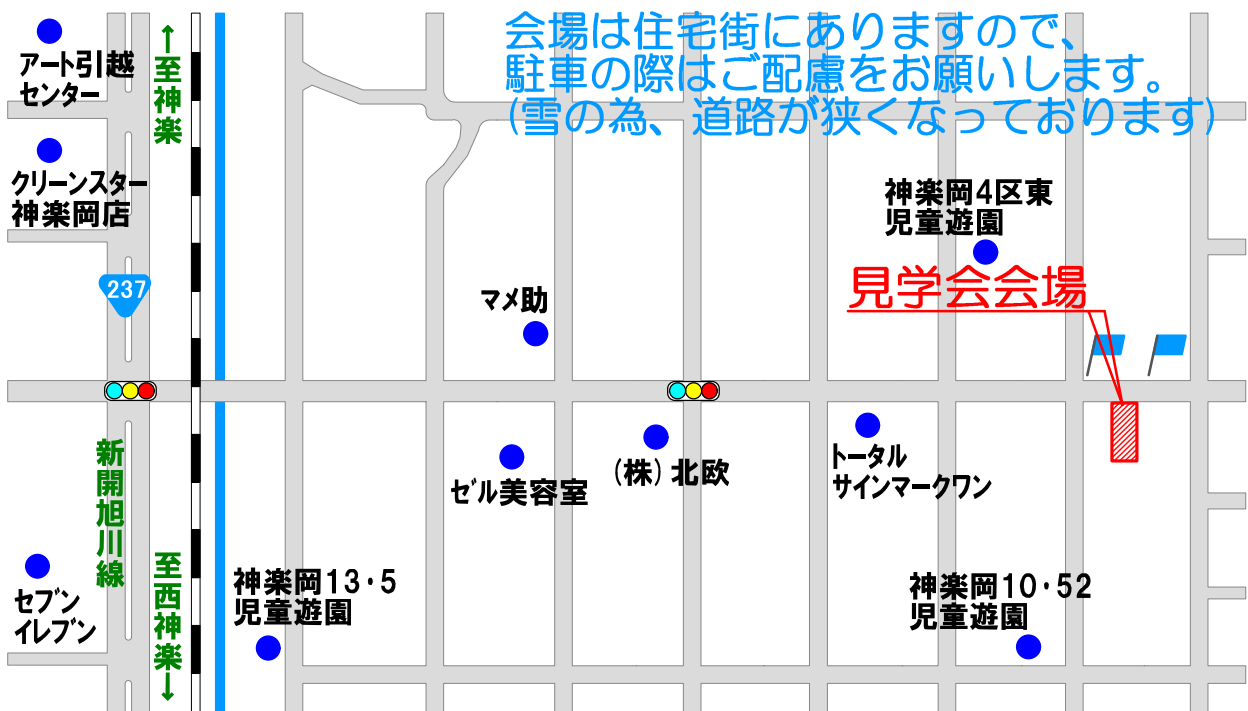 会場は住宅街にありますので、
駐車の際はご配慮をお願いします。
(雪の為、道路が狭くなっております)
アート引越
センター
←至神楽
クリーンスター
神楽岡店
神楽岡4区東
児童遊園
見学会会場
237
マメ助
トータル
サインマークワン
(株)北欧
ゼル美容室
新開旭川線
至西神楽→
神楽岡13・5
児童遊園
神楽岡10・52
児童遊園
セブン
イレブン